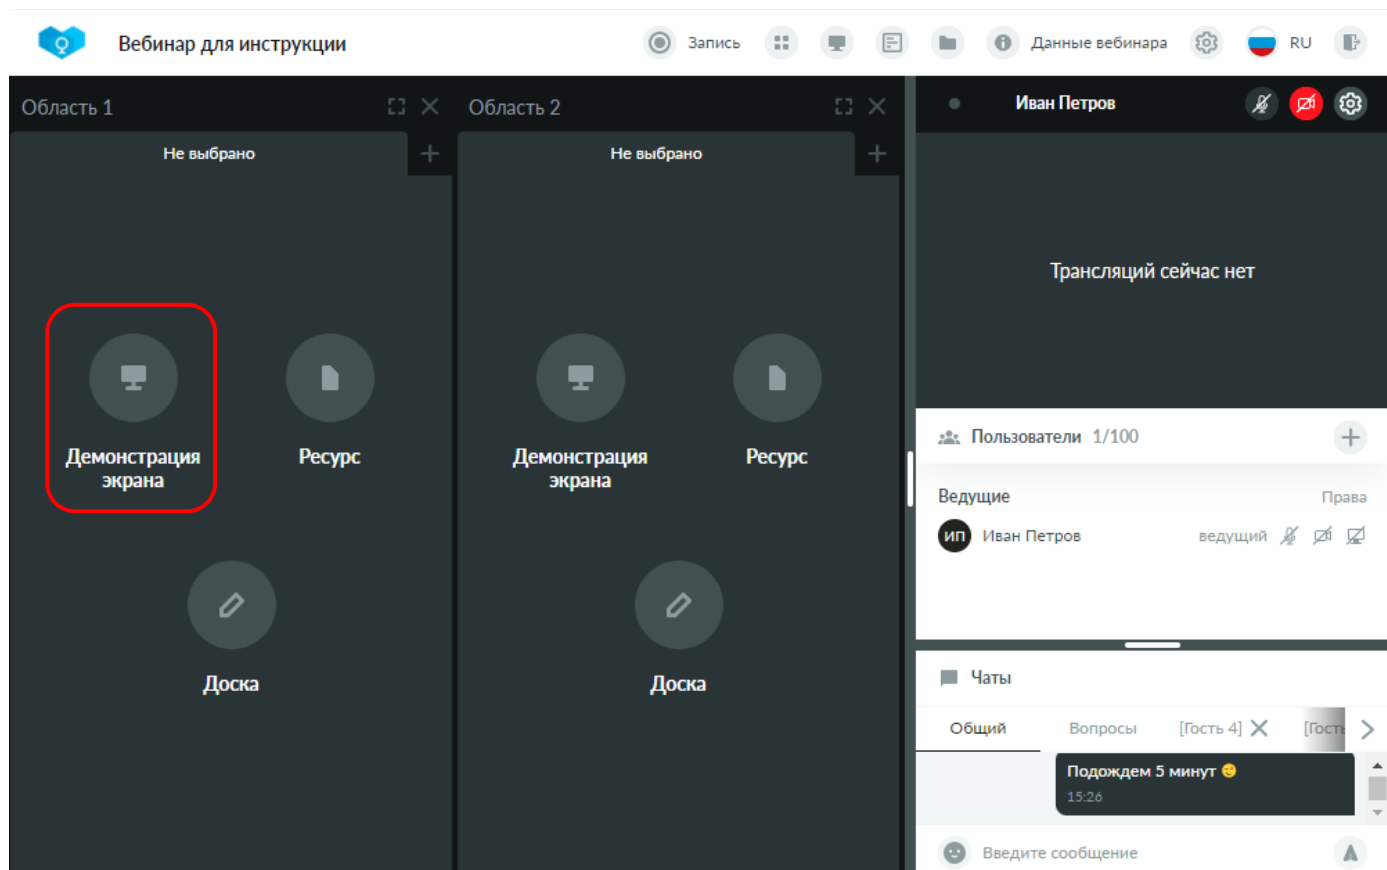 Вебинар для инструкции
Запись
Данные вебинара
RU
Область 1
Область 2
Не выбрано
Не выбрано
Демонстрация
экрана
Ресурс
Доска
Демонстрация
экрана
Ресурс
Доска
Иван Петров
Трансляций сейчас нет
Пользователи 1/100
Ведущие
Права
ИП
Иван Петров
ведущий
Чаты
Общий
Вопросы
[Гость 4]
[Гость
Подождем 5 минут 😊
15:26
Введите сообщение